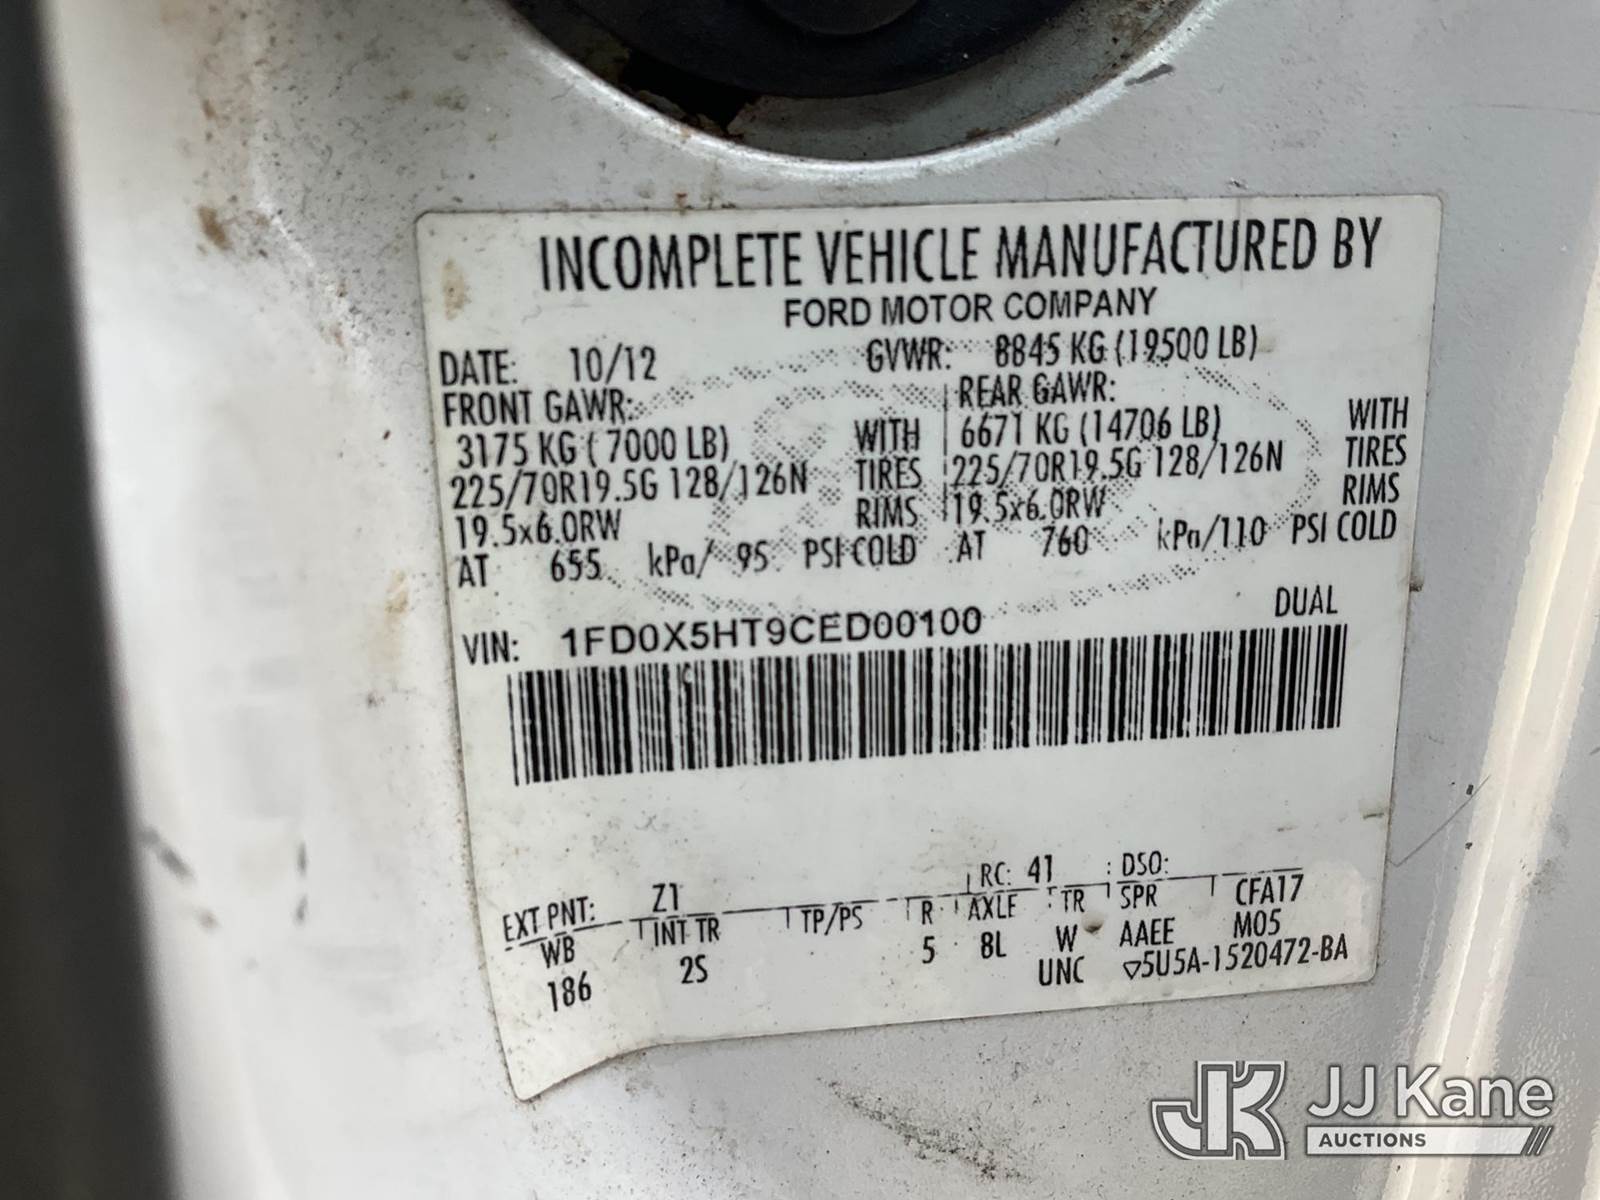 INCOMPLETE VEHICLE MANUFACTURED BY
FORD MOTOR COMPANY
DATE: 10/12 GVWR: 8845 KG (19500 LB)
FRONT GAWR: REAR GAWR:
3175 KG ( 7000 LB) WITH 6671 KG (14706 LB) WITH
225/70R19.5G 128/126N TIRES 225/70R19.5G 128/126N TIRES
19.5x6.0RW RIMS 19.5x6.0RW RIMS
AT 655 kPa/ 95 PSI COLD AT 760 kPa/110 PSI COLD
VIN: 1FD0X5HT9CED00100 DUAL
EXT PNT: Z1 RC: 41 DSO:
WB INT TR TP/PS R AXLE TR SPR CFA17
186 2S 5 8L W AAEE M05
UNC ▽5U5A-1520472-BA
JK JJ Kane
AUCTIONS